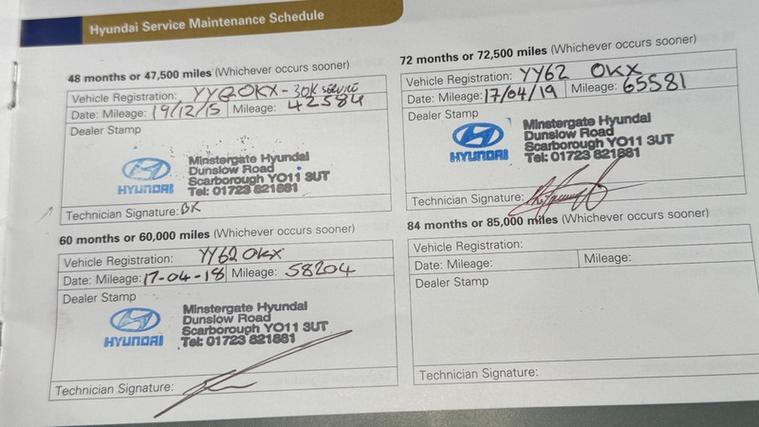 Hyundai Service Maintenance Schedule
48 months or 47,500 miles (Whichever occurs sooner)
Vehicle Registration: YY62OKX - 30K SERVICE
Date: Mileage: 19/12/15 Mileage: 42584
Dealer Stamp
HYUNDAI
Minstergate Hyundai
Dunslow Road
Scarborough YO11 3UT
Tel: 01723 821881
Technician Signature: BK
60 months or 60,000 miles (Whichever occurs sooner)
Vehicle Registration: YY62 OKX
Date: Mileage: 17-04-18 Mileage: 58204
Dealer Stamp
HYUNDAI
Minstergate Hyundai
Dunslow Road
Scarborough YO11 3UT
Tel: 01723 821881
Technician Signature:
72 months or 72,500 miles (Whichever occurs sooner)
Vehicle Registration: YY62 OKX
Date: Mileage: 17/04/19 Mileage: 65581
Dealer Stamp
HYUNDAI
Minstergate Hyundai
Dunslow Road
Scarborough YO11 3UT
Tel: 01723 821881
Technician Signature:
84 months or 85,000 miles (Whichever occurs sooner)
Vehicle Registration:
Date: Mileage: Mileage:
Dealer Stamp
Technician Signature: